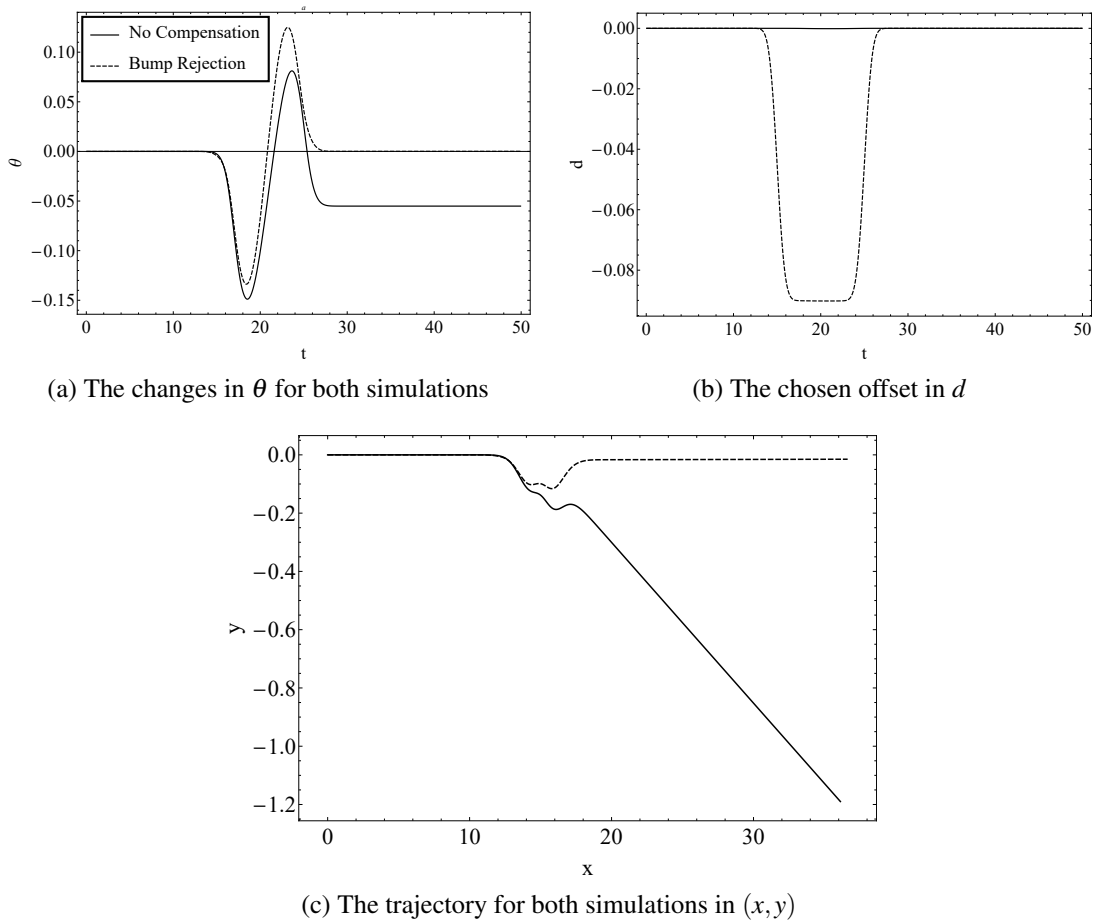 a
No Compensation
Bump Rejection
0.10
0.05
0.00
−0.05
−0.10
−0.15
θ
0 10 20 30 40 50
t
(a) The changes in θ for both simulations
0.00
−0.02
−0.04
−0.06
−0.08
d
0 10 20 30 40 50
t
(b) The chosen offset in d
0.0
−0.2
−0.4
−0.6
−0.8
−1.0
−1.2
y
0 10 20 30
x
(c) The trajectory for both simulations in (x, y)